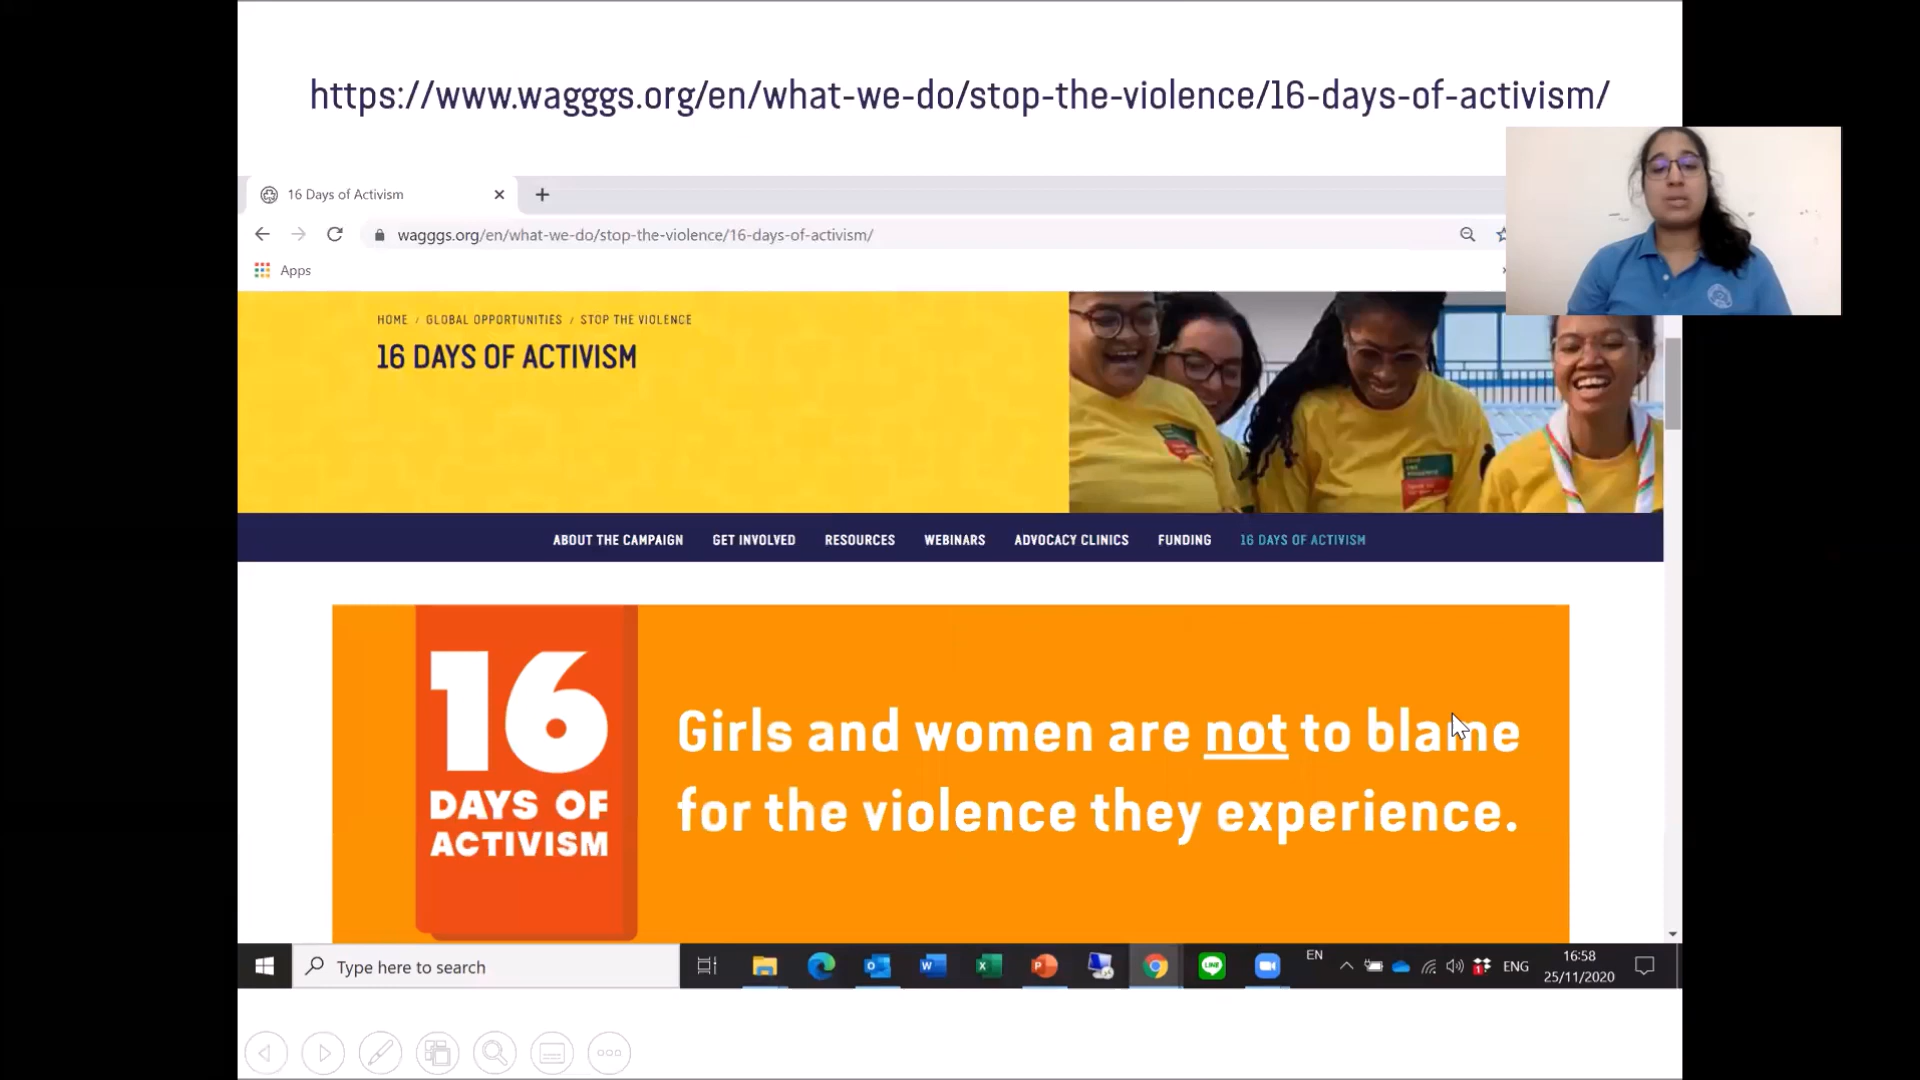 https://www.wagggs.org/en/what-we-do/stop-the-violence/16-days-of-activism/
16 Days of Activism
wagggs.org/en/what-we-do/stop-the-violence/16-days-of-activism/
Apps
HOME / GLOBAL OPPORTUNITIES / STOP THE VIOLENCE
16 DAYS OF ACTIVISM
ABOUT THE CAMPAIGN GET INVOLVED RESOURCES WEBINARS ADVOCACY CLINICS FUNDING 16 DAYS OF ACTIVISM
16
DAYS OF
ACTIVISM
Girls and women are not to blame
for the violence they experience.
Type here to search
EN
ENG
16:58
25/11/2020